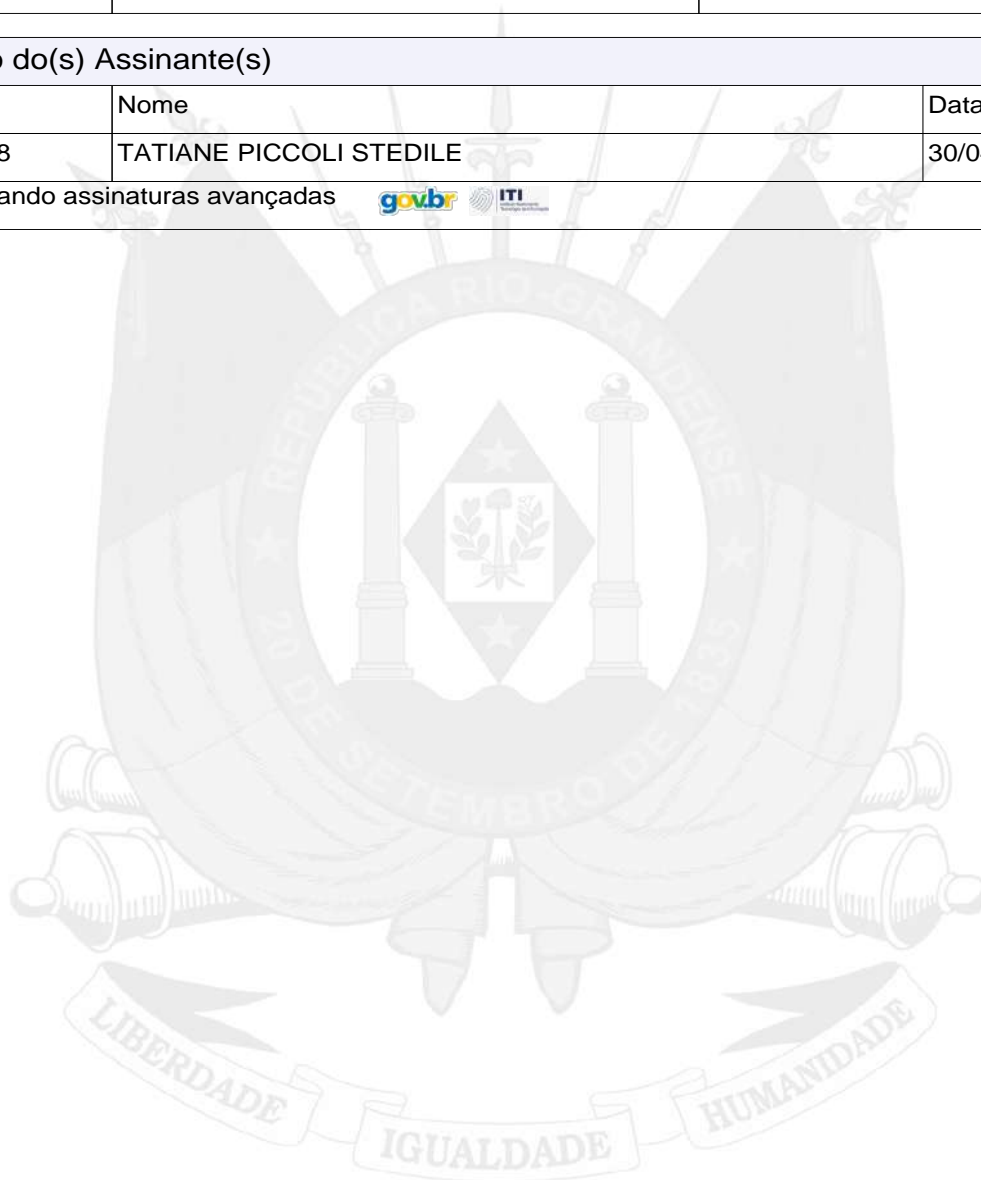 do(s) Assinante(s)
Nome
Data
8
TATIANE PICCOLI STEDILE
30/0
ando assinaturas avançadas
gov.br
ITI
REPÚBLICA RIO-GRANDENSE
20 DE SETEMBRO DE 1835
LIBERDADE
IGUALDADE
HUMANIDADE